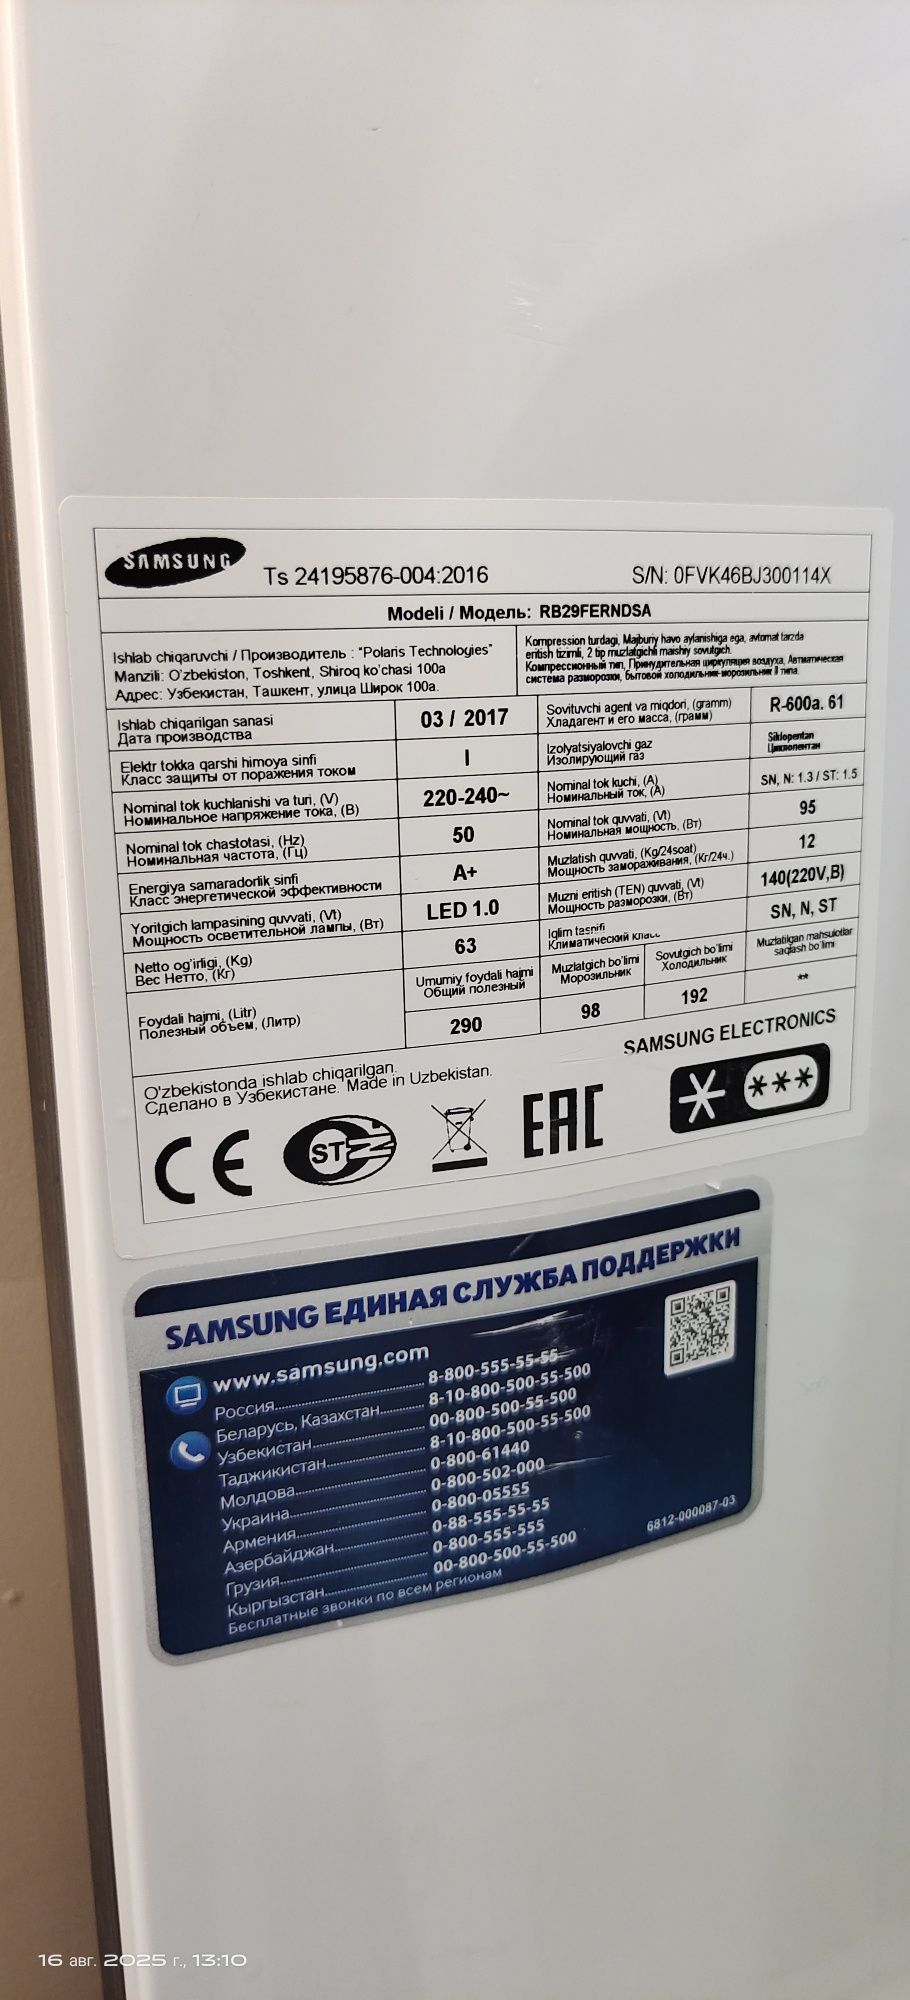 SAMSUNG
Ts 24195876-004:2016
S/N: 0FVK46BJ300114X
Modeli / Модель: RB29FERNDSA
Ishlab chiqaruvchi / Производитель : "Polaris Technologies"
Manzili: O'zbekiston, Toshkent, Shiroq ko'chasi 100a
Адрес: Узбекистан, Ташкент, улица Широк 100а.
Kompression turdagi, Majburiy havo aylanishiga ega, avtomat tarzda
eritish tizimli, 2 tip muzlatgichli maishiy sovutgich.
Компрессионный тип, Принудительная циркуляция воздуха, Автоматическая
система разморозки, бытовой холодильник-морозильник II типа.
Ishlab chiqarilgan sanasi
Дата производства
03 / 2017
Sovituvchi agent va miqdori, (gramm)
Хладагент и его масса, (грамм)
R-600a. 61
Elektr tokka qarshi himoya sinfi
Класс защиты от поражения током
I
Izolyatsiyalovchi gaz
Изолирующий газ
Siklopentan
Циклопентан
Nominal tok kuchlanishi va turi, (V)
Номинальное напряжение тока, (В)
220-240~
Nominal tok kuchi, (A)
Номинальный ток, (А)
SN, N: 1.3 / ST: 1.5
Nominal tok chastotasi, (Hz)
Номинальная частота, (Гц)
50
Nominal tok quvvati, (Vt)
Номинальная мощность, (Вт)
95
Energiya samaradorlik sinfi
Класс энергетической эффективности
A+
Muzlatish quvvati, (Kg/24soat)
Мощность замораживания, (Кг/24ч.)
12
Yoritgich lampasining quvvati, (Vt)
Мощность осветительной лампы, (Вт)
LED 1.0
Muzni eritish (TEN) quvvati, (Vt)
Мощность разморозки, (Вт)
140(220V,B)
Netto og'irligi, (Kg)
Вес Нетто, (Кг)
63
Iqlim tasnifi
Климатический класс
SN, N, ST
Foydali hajmi, (Litr)
Полезный объем, (Литр)
Umumiy foydali hajmi
Общий полезный
290
Muzlatgich bo'limi
Морозильник
98
Sovutgich bo'limi
Холодильник
192
Muzlatilgan mahsulotlar
saqlash bo'limi
**
O'zbekistonda ishlab chiqarilgan.
Сделано в Узбекистане. Made in Uzbekistan.
SAMSUNG ELECTRONICS
CE
ST
EAC
* ***
SAMSUNG ЕДИНАЯ СЛУЖБА ПОДДЕРЖКИ
www.samsung.com
Россия.......... 8-800-555-55-55
Беларусь, Казахстан.......... 8-10-800-500-55-500
Узбекистан.......... 00-800-500-55-500
Таджикистан.......... 8-10-800-500-55-500
Молдова.......... 0-800-61440
Украина.......... 0-800-502-000
Армения.......... 0-800-05555
Азербайджан.......... 0-88-555-55-55
Грузия.......... 0-800-555-555
Кыргызстан.......... 00-800-500-55-500
Бесплатные звонки по всем регионам
6812-000087-03
16 авг. 2025 г., 13:10